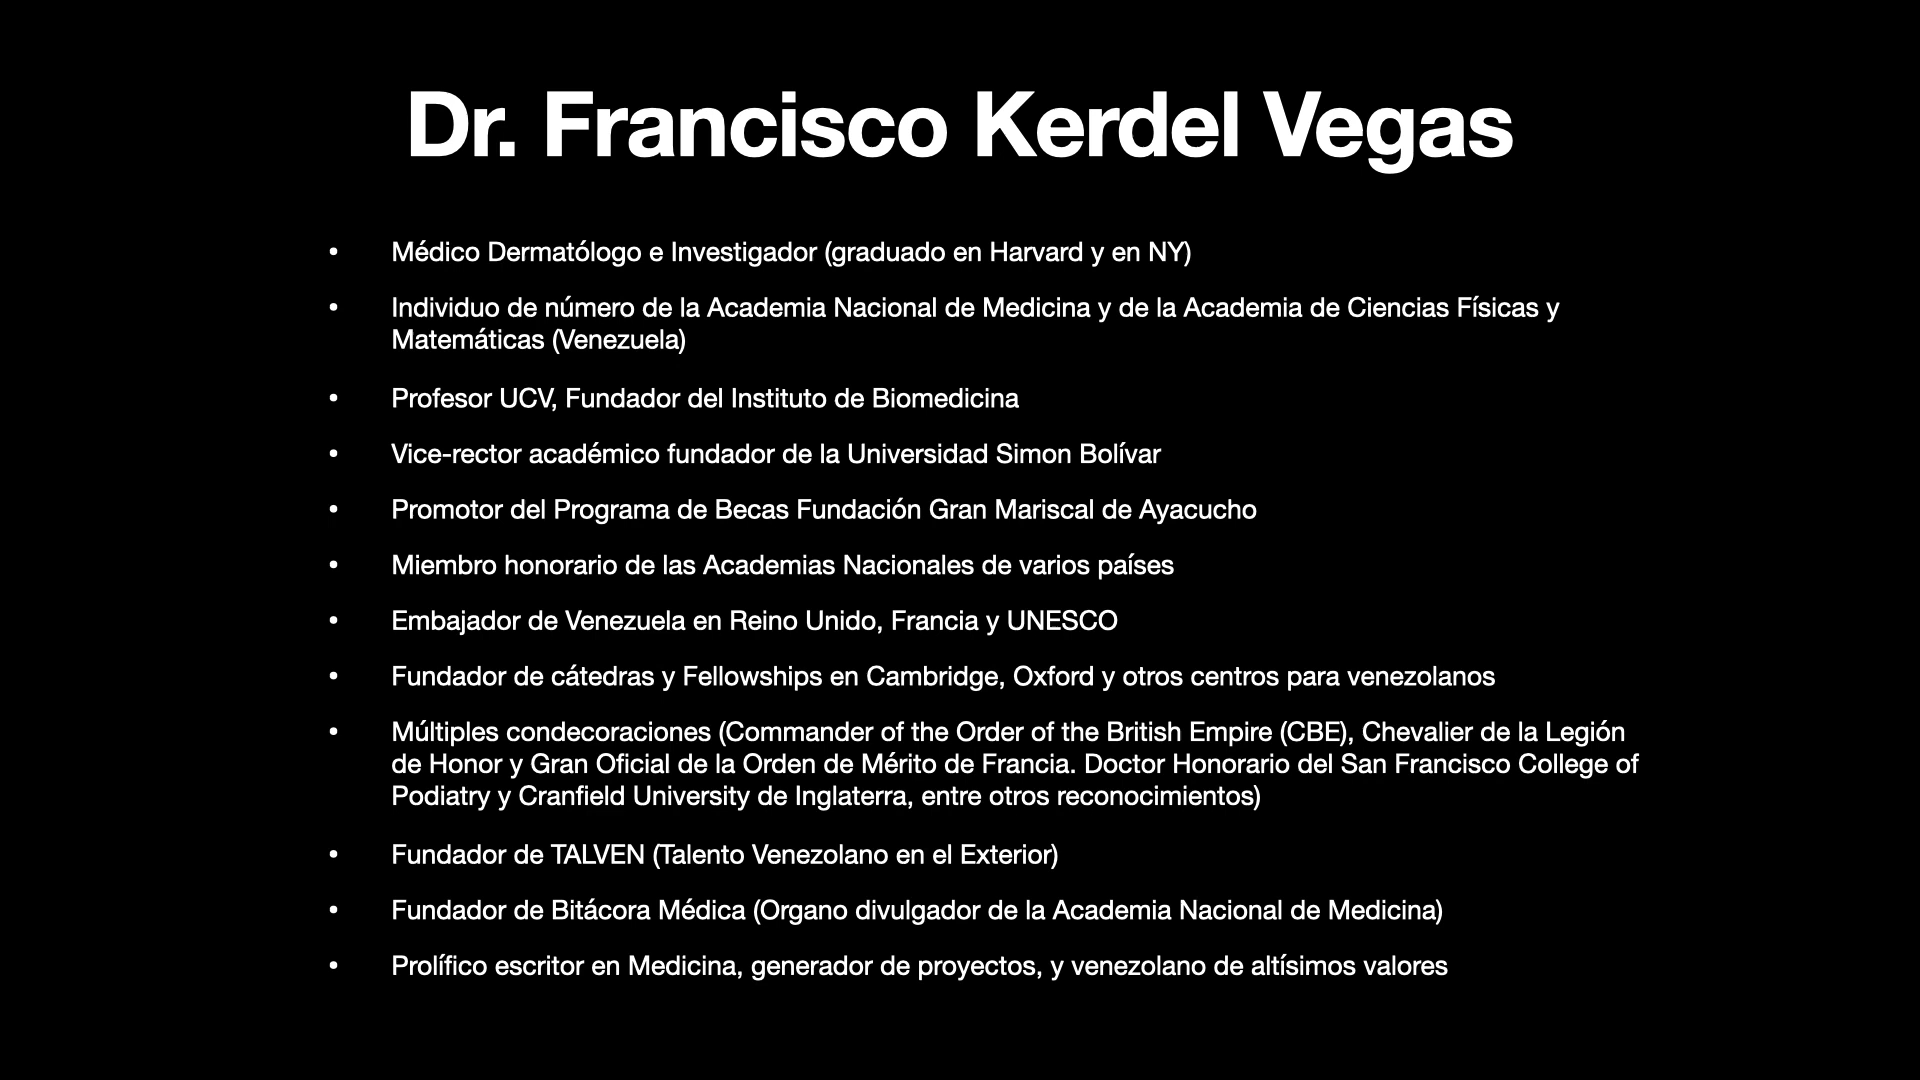 Dr. Francisco Kerdel Vegas
• Médico Dermatólogo e Investigador (graduado en Harvard y en NY)
• Individuo de número de la Academia Nacional de Medicina y de la Academia de Ciencias Físicas y
Matemáticas (Venezuela)
• Profesor UCV, Fundador del Instituto de Biomedicina
• Vice-rector académico fundador de la Universidad Simon Bolívar
• Promotor del Programa de Becas Fundación Gran Mariscal de Ayacucho
• Miembro honorario de las Academias Nacionales de varios países
• Embajador de Venezuela en Reino Unido, Francia y UNESCO
• Fundador de cátedras y Fellowships en Cambridge, Oxford y otros centros para venezolanos
• Múltiples condecoraciones (Commander of the Order of the British Empire (CBE), Chevalier de la Legión
de Honor y Gran Oficial de la Orden de Mérito de Francia. Doctor Honorario del San Francisco College of
Podiatry y Cranfield University de Inglaterra, entre otros reconocimientos)
• Fundador de TALVEN (Talento Venezolano en el Exterior)
• Fundador de Bitácora Médica (Organo divulgador de la Academia Nacional de Medicina)
• Prolífico escritor en Medicina, generador de proyectos, y venezolano de altísimos valores